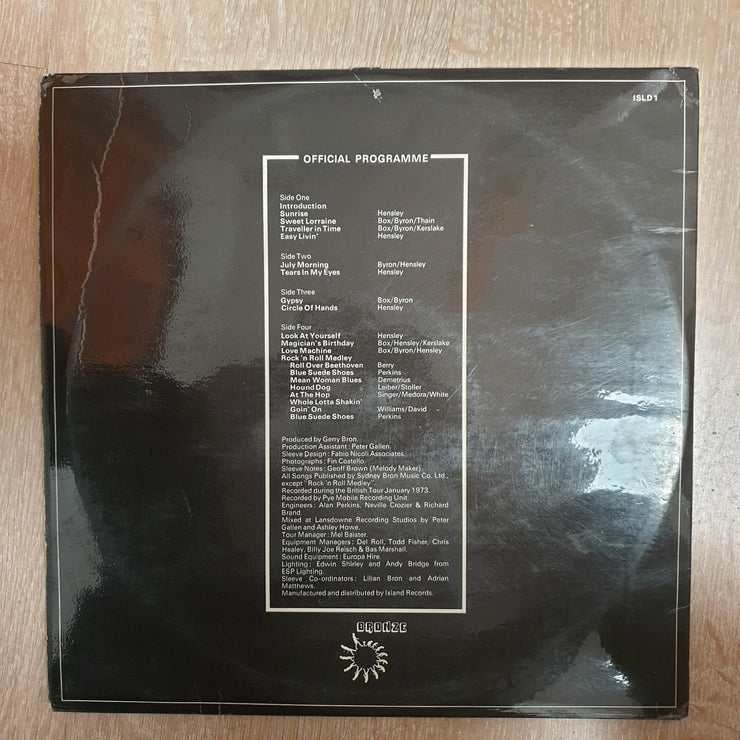 ISLD1
OFFICIAL PROGRAMME
Side One
Introduction
Sunrise Hensley
Sweet Lorraine Box/Byron/Thain
Traveller in Time Box/Byron/Kerslake
Easy Livin' Hensley
Side Two
July Morning Byron/Hensley
Tears In My Eyes Hensley
Side Three
Gypsy Box/Byron
Circle Of Hands Hensley
Side Four
Look At Yourself Hensley
Magician's Birthday Box/Hensley/Kerslake
Love Machine Box/Byron/Hensley
Rock 'n Roll Medley
Roll Over Beethoven Berry
Blue Suede Shoes Perkins
Mean Woman Blues Demetrius
Hound Dog Leiber/Stoller
At The Hop Singer/Medora/White
Whole Lotta Shakin'
Goin' On Williams/David
Blue Suede Shoes Perkins
Produced by Gerry Bron.
Production Assistant: Peter Gallen.
Sleeve Design: Fabio Nicoli Associates.
Photographs: Fin Costello.
Sleeve Notes: Geoff Brown (Melody Maker).
All Songs Published by Sydney Bron Music Co. Ltd.,
except "Rock 'n Roll Medley".
Recorded during the British Tour January 1973.
Recorded by Pye Mobile Recording Unit.
Engineers: Alan Perkins, Neville Crozier & Richard
Brand.
Mixed at Lansdowne Recording Studios by Peter
Gallen and Ashley Howe.
Tour Manager: Mel Baister.
Equipment Managers: Del Roll, Todd Fisher, Chris
Healey, Billy Joe Reisch & Bas Marshall.
Sound Equipment: Europa Hire.
Lighting: Edwin Shirley and Andy Bridge from
ESP Lighting.
Sleeve Co-ordinators: Lilian Bron and Adrian
Matthews.
Manufactured and distributed by Island Records.
BRONZE